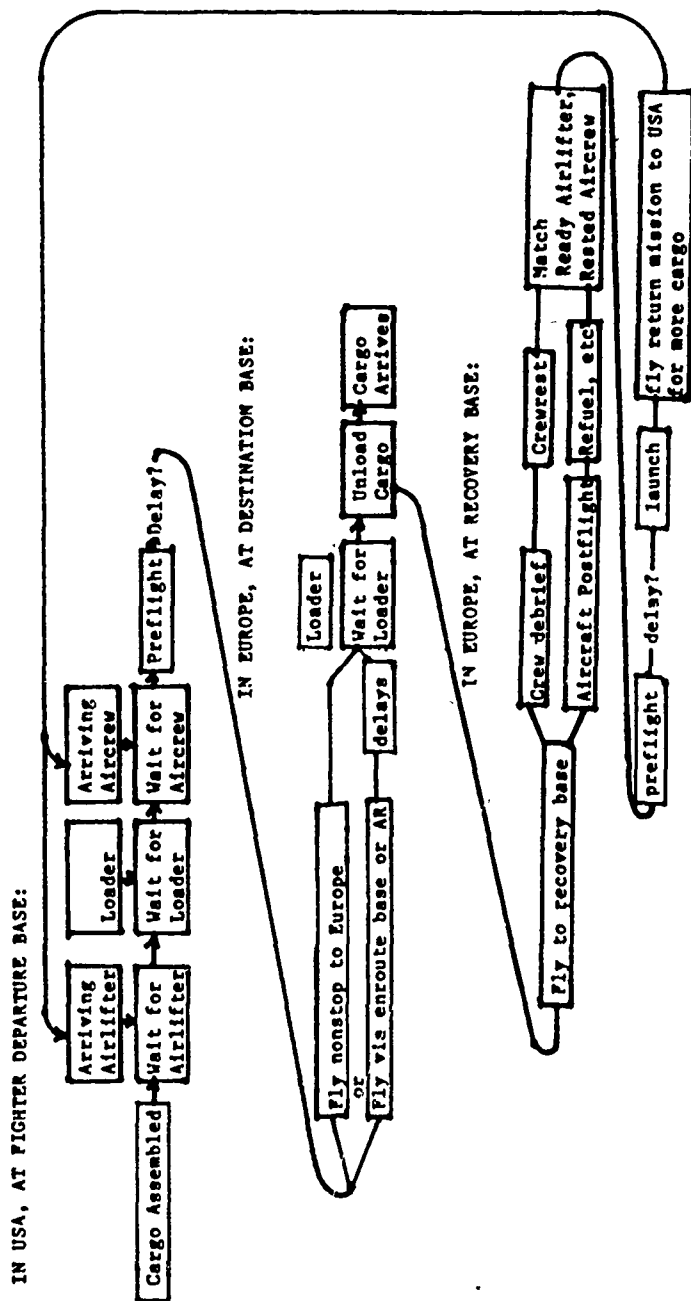 IN USA, AT FIGHTER DEPARTURE BASE:
Arriving
Airlifter
Loader
Arriving
Aircrew
Cargo Assembled
Wait for
Airlifter
Wait for
Loader
Wait for
Aircrew
Preflight
Delay?
IN EUROPE, AT DESTINATION BASE:
Fly nonstop to Europe
or
Fly via enroute base or AR
delays
Loader
Wait for
Loader
Unload
Cargo
Cargo
Arrives
IN EUROPE, AT RECOVERY BASE:
Fly to recovery base
Crew debrief
Crewrest
Aircraft Postflight
Refuel, etc
Match
Ready Airlifter,
Rested Aircrew
preflight
delay?
launch
fly return mission to USA
for more cargo